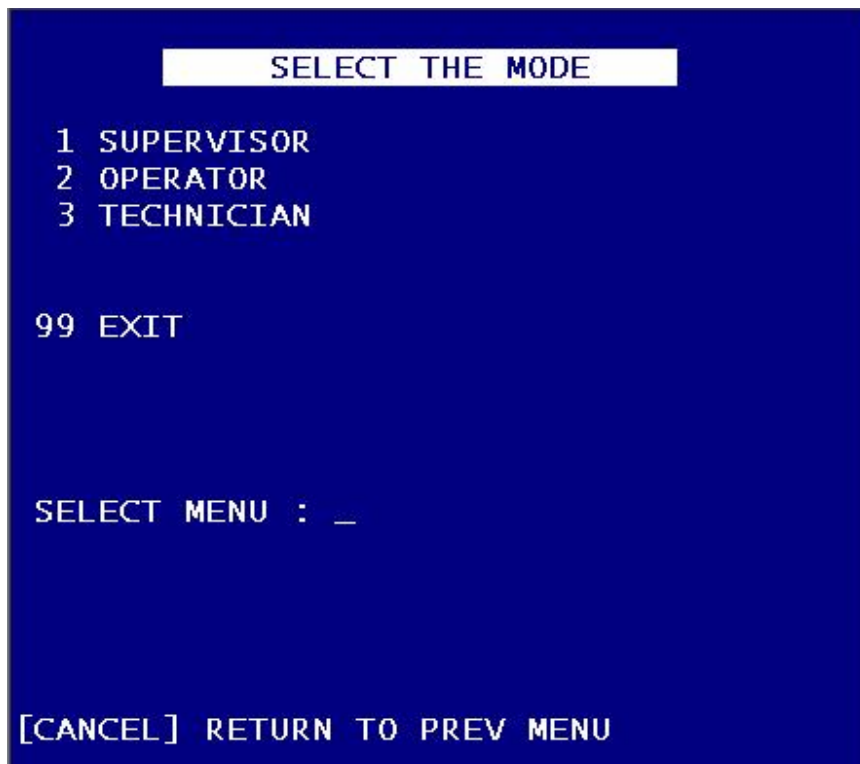 SELECT THE MODE
1 SUPERVISOR
2 OPERATOR
3 TECHNICIAN
99 EXIT
SELECT MENU : _
[CANCEL] RETURN TO PREV MENU